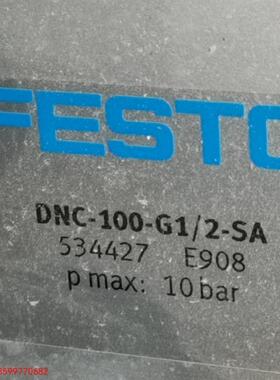 FESTO
DNC-100-G1/2-SA
534427 E908
p max: 10 bar